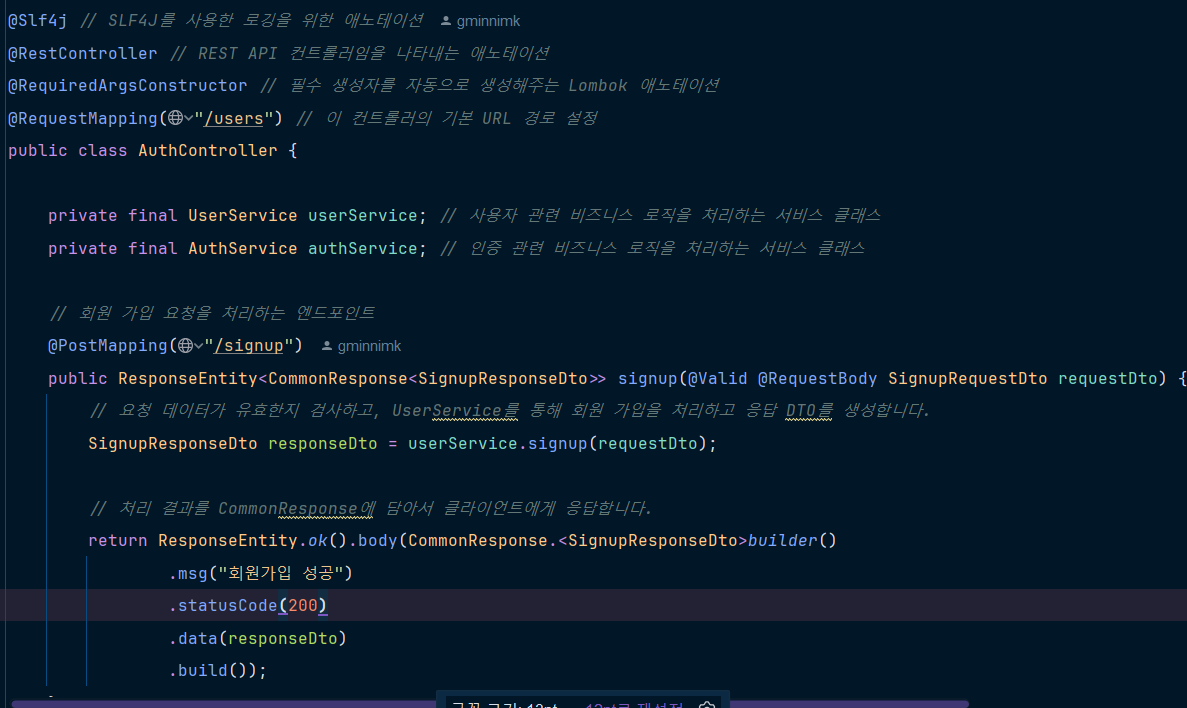 @Slf4j // SLF4J를 사용한 로깅을 위한 애노테이션 gminnimk
@RestController // REST API 컨트롤러임을 나타내는 애노테이션
@RequiredArgsConstructor // 필수 생성자를 자동으로 생성해주는 Lombok 애노테이션
@RequestMapping("/users") // 이 컨트롤러의 기본 URL 경로 설정
public class AuthController {
private final UserService userService; // 사용자 관련 비즈니스 로직을 처리하는 서비스 클래스
private final AuthService authService; // 인증 관련 비즈니스 로직을 처리하는 서비스 클래스
// 회원 가입 요청을 처리하는 엔드포인트
@PostMapping("/signup") gminnimk
public ResponseEntity<CommonResponse<SignupResponseDto>> signup(@Valid @RequestBody SignupRequestDto requestDto) {
// 요청 데이터가 유효한지 검사하고, UserService를 통해 회원 가입을 처리하고 응답 DTO를 생성합니다.
SignupResponseDto responseDto = userService.signup(requestDto);
// 처리 결과를 CommonResponse에 담아서 클라이언트에게 응답합니다.
return ResponseEntity.ok().body(CommonResponse.<SignupResponseDto>builder()
.msg("회원가입 성공")
.statusCode(200)
.data(responseDto)
.build());